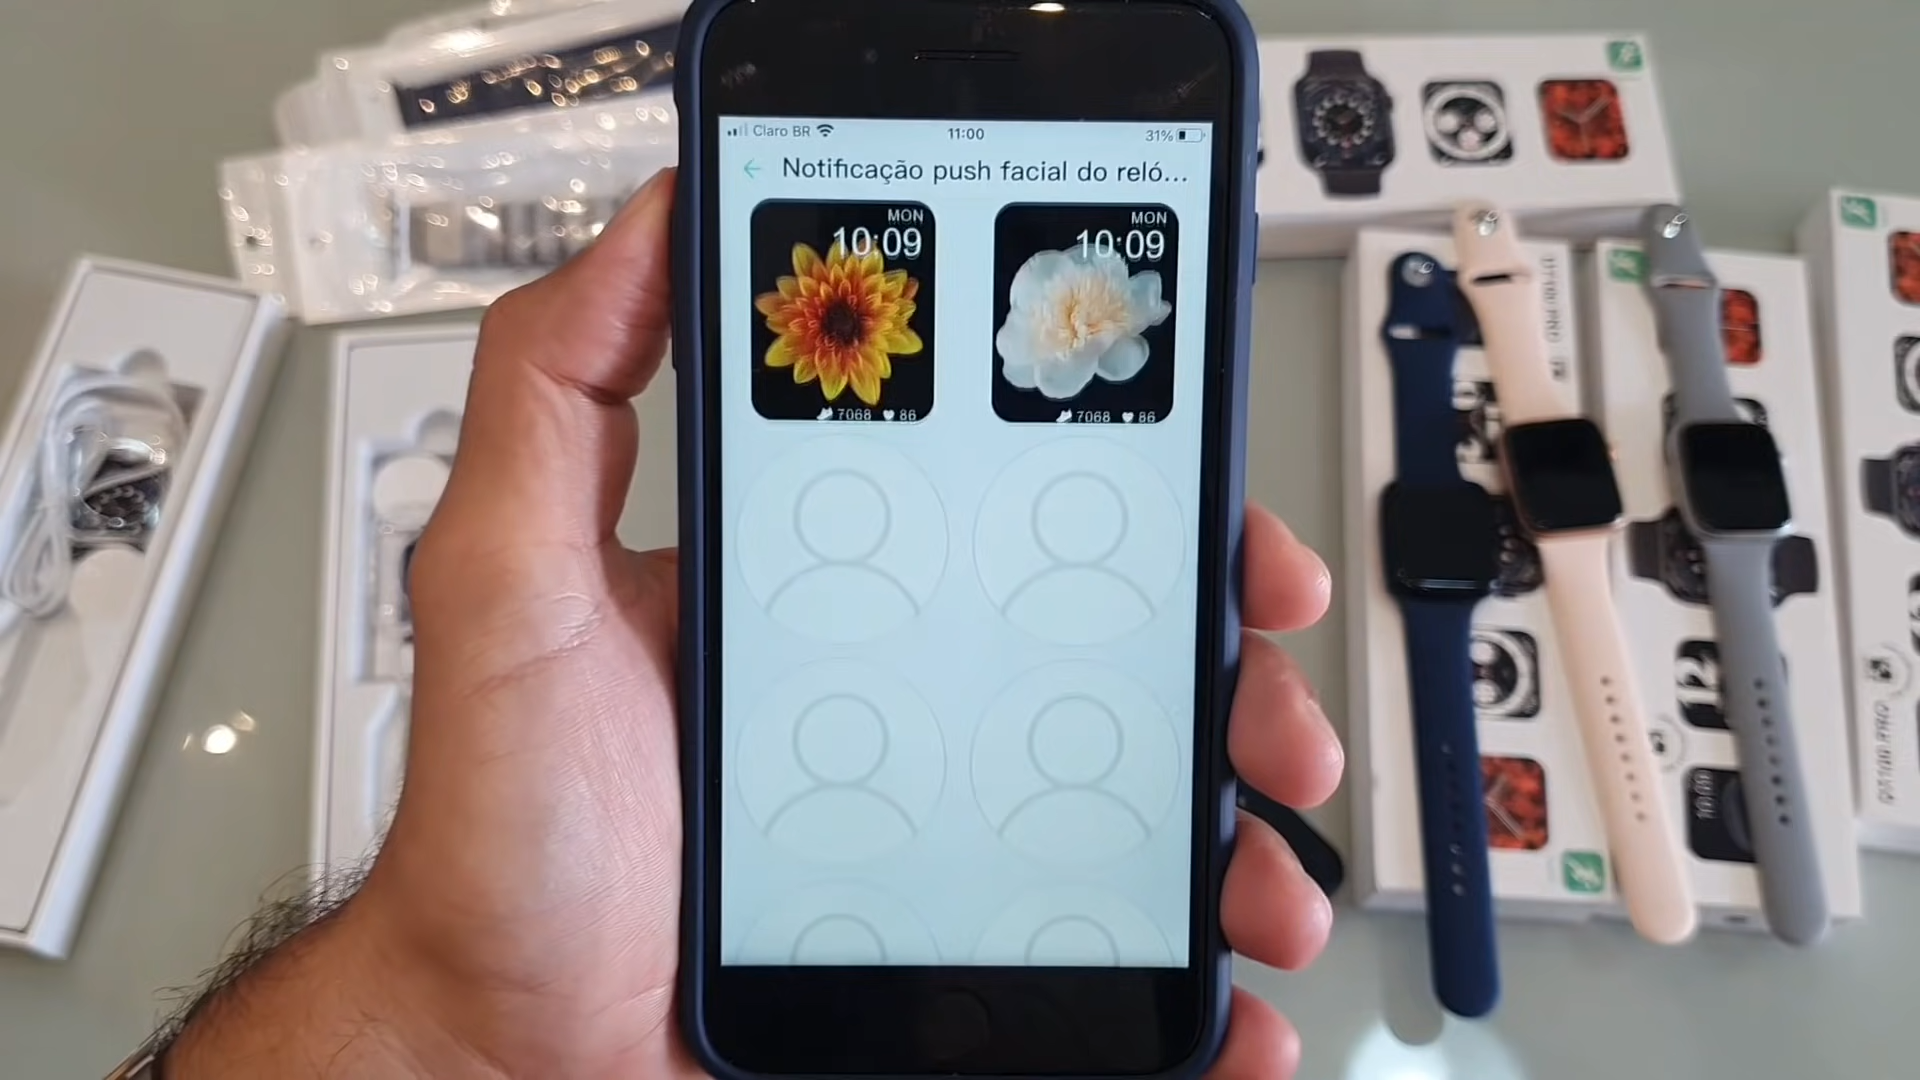 Claro BR
11:00
31%
Notificação push facial do reló...
MON
10:09
7068 86
MON
10:09
7068 86